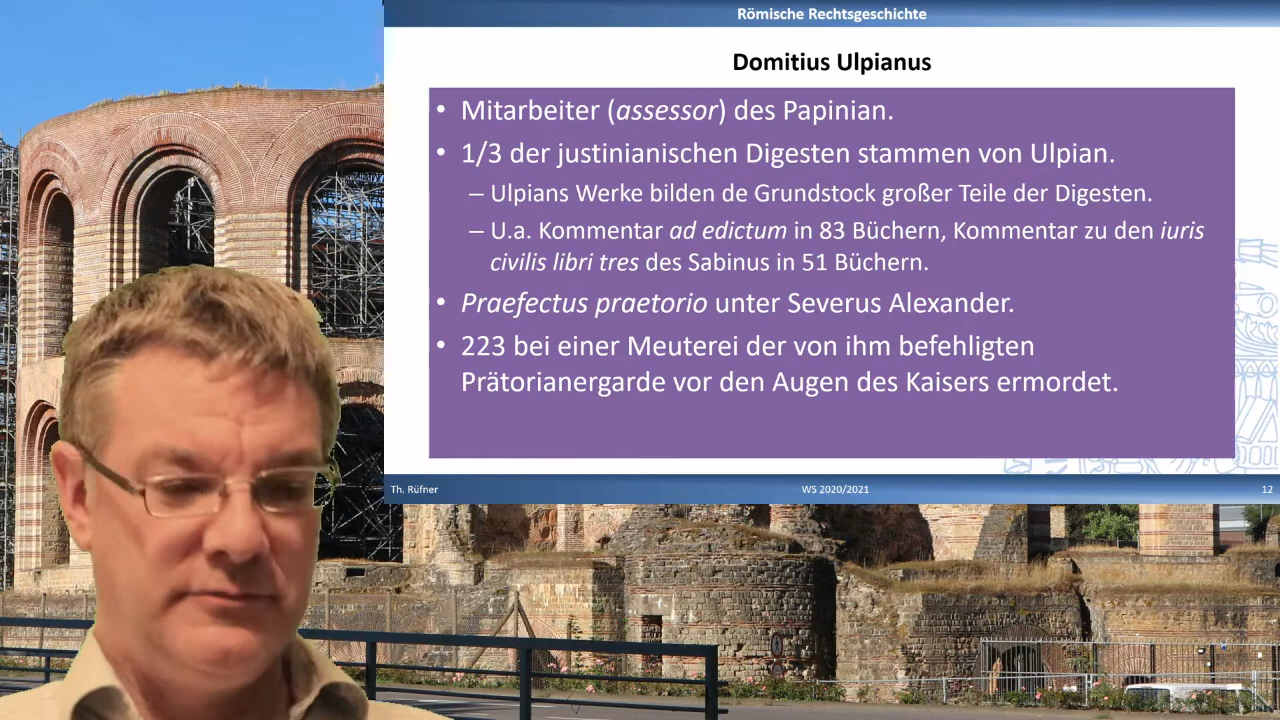 Römische Rechtsgeschichte
Domitius Ulpianus
• Mitarbeiter (assessor) des Papinian.
• 1/3 der justinianischen Digesten stammen von Ulpian.
– Ulpians Werke bilden de Grundstock großer Teile der Digesten.
– U.a. Kommentar ad edictum in 83 Büchern, Kommentar zu den iuris
civilis libri tres des Sabinus in 51 Büchern.
• Praefectus praetorio unter Severus Alexander.
• 223 bei einer Meuterei der von ihm befehligten
Prätorianergarde vor den Augen des Kaisers ermordet.
Th. Rüfner WS 2020/2021 12